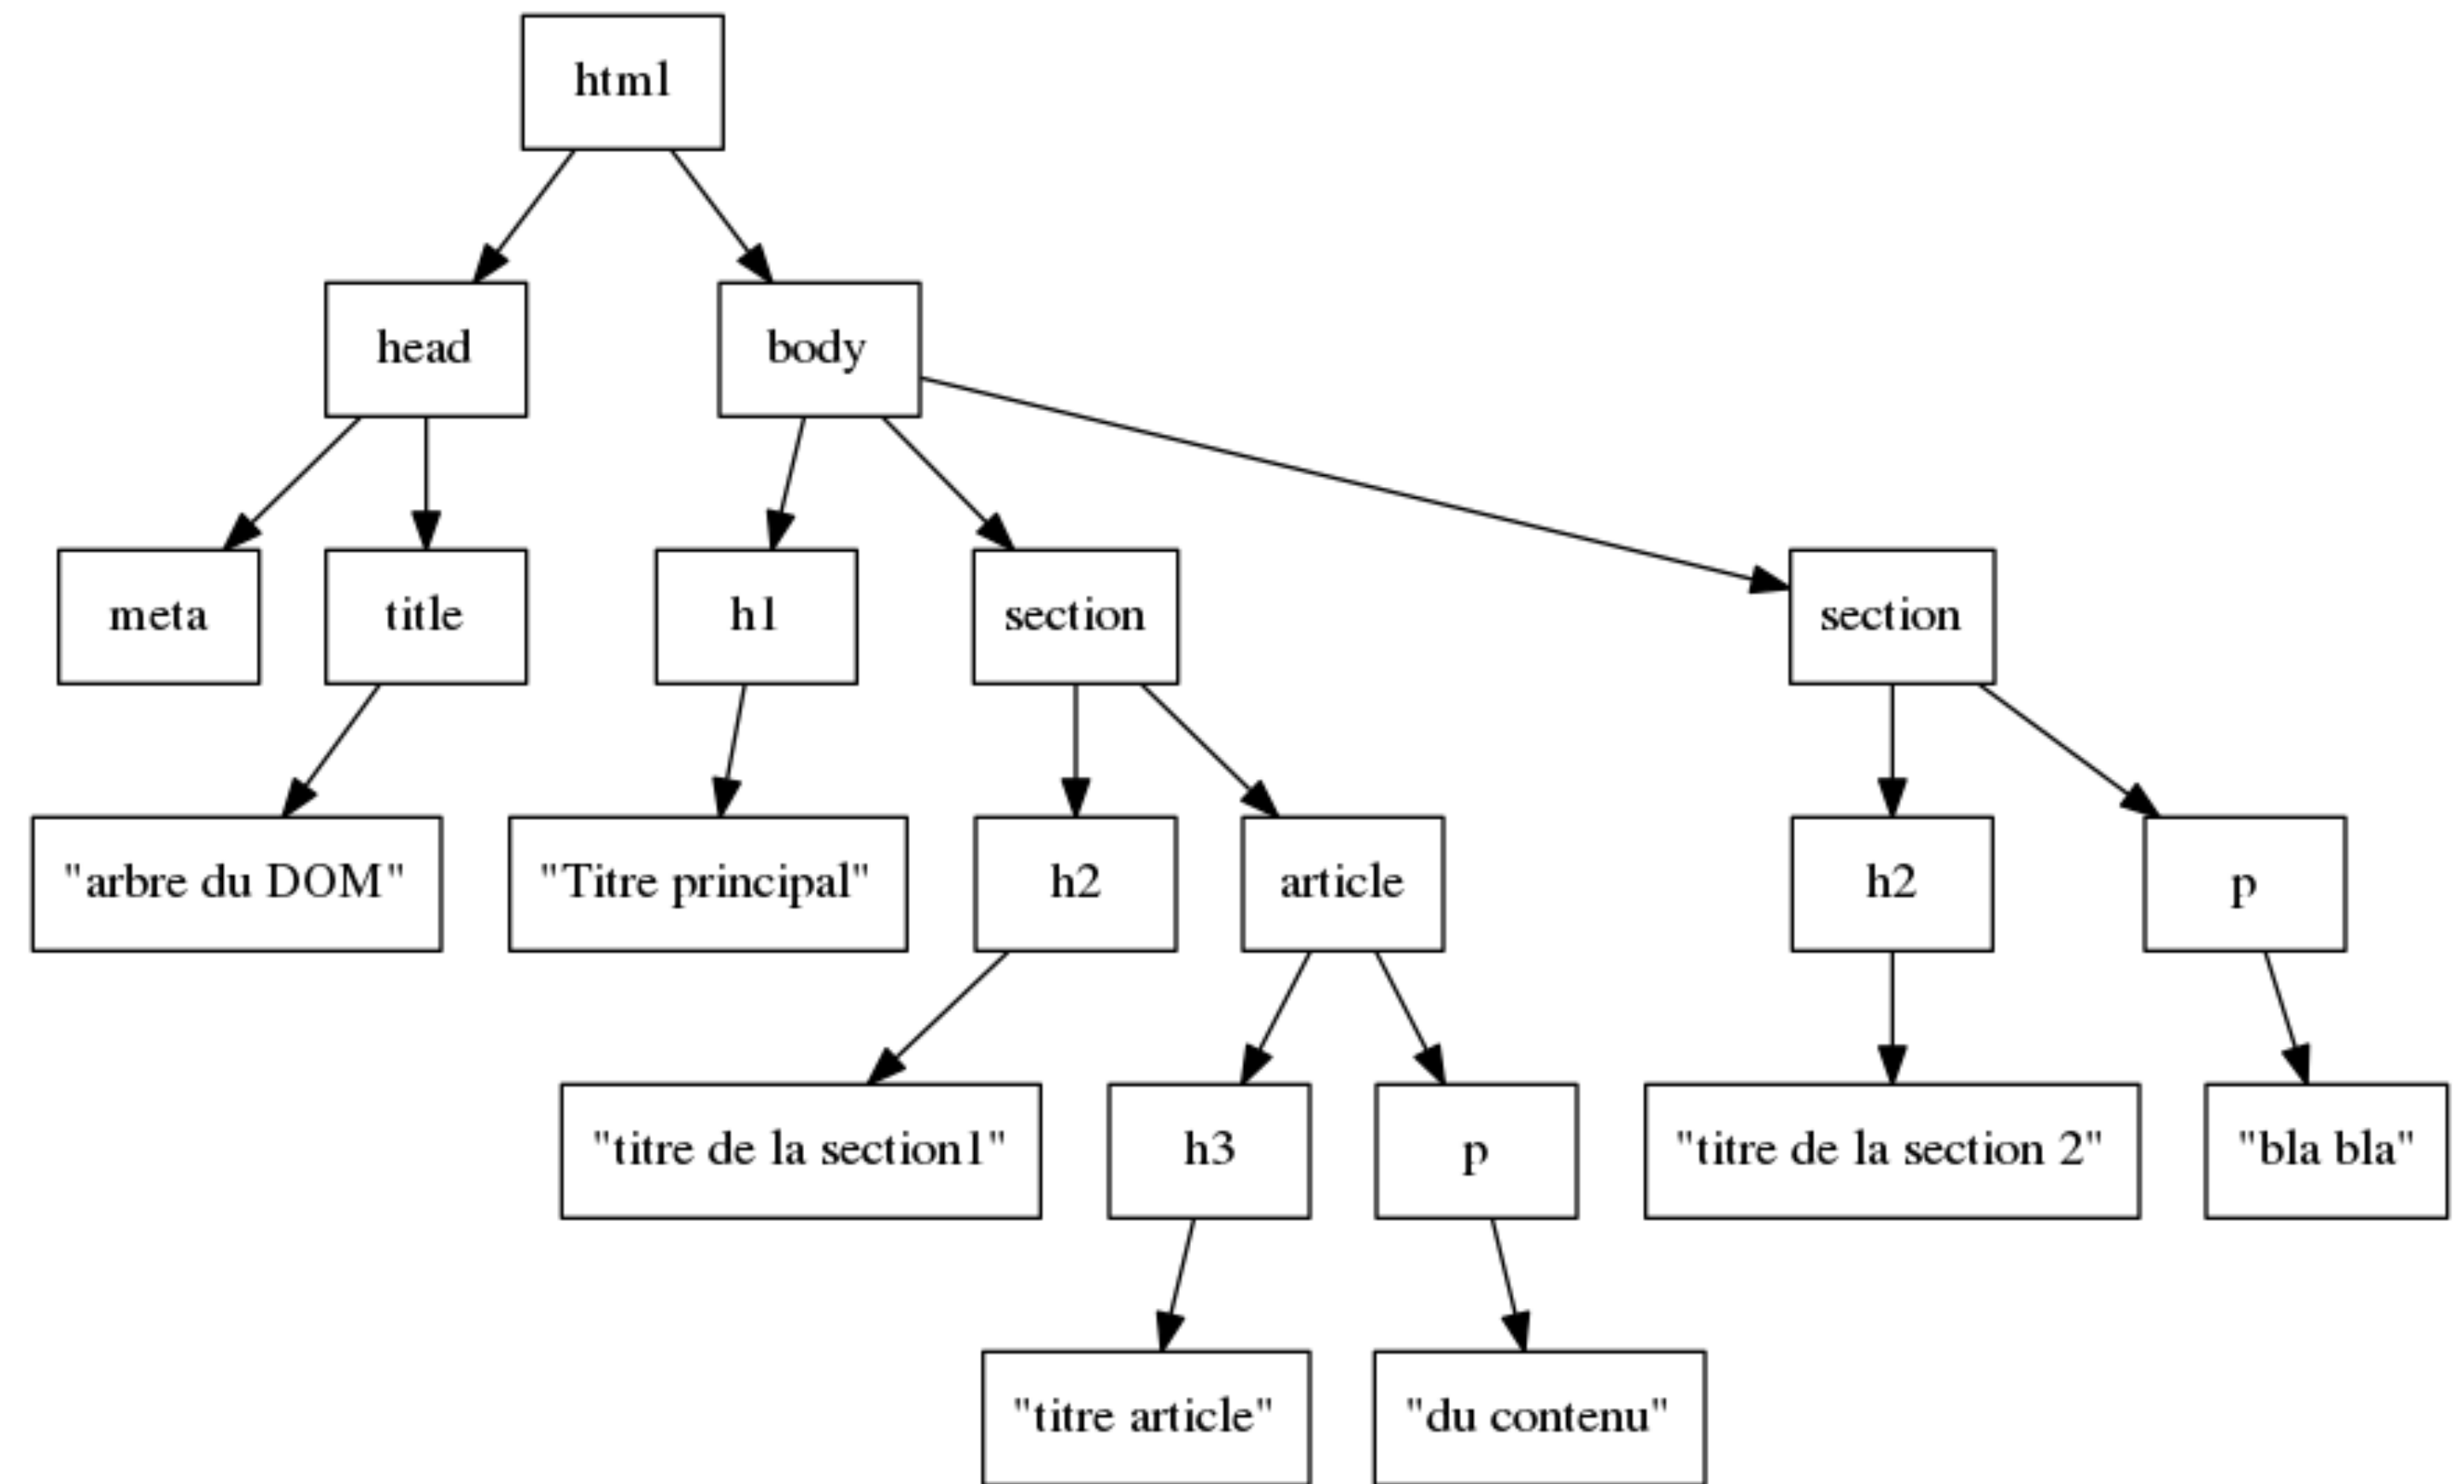 html
head
body
meta
title
h1
section
section
"arbre du DOM"
"Titre principal"
h2
article
h2
p
"titre de la section1"
h3
p
"titre de la section 2"
"bla bla"
"titre article"
"du contenu"